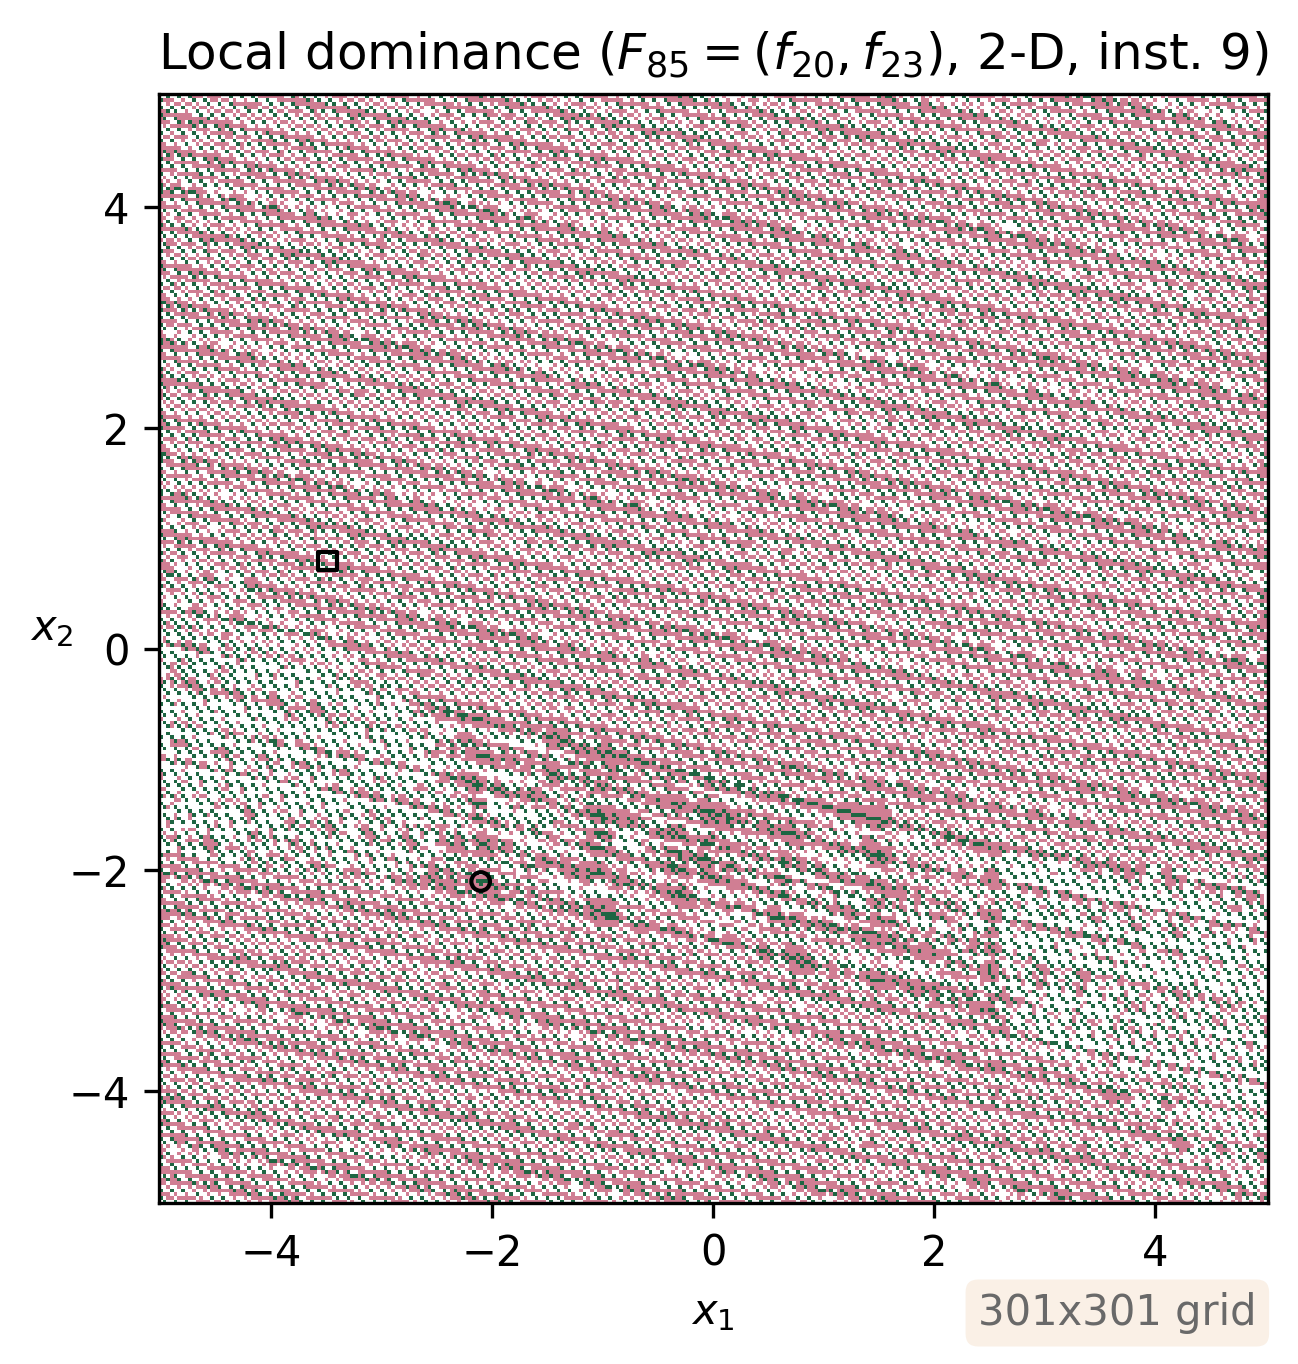 Local dominance (F₈₅ = (f₂₀, f₂₃), 2-D, inst. 9)
4
2
x₂
0
−2
−4
−4 −2 0 2 4
x₁
301x301 grid